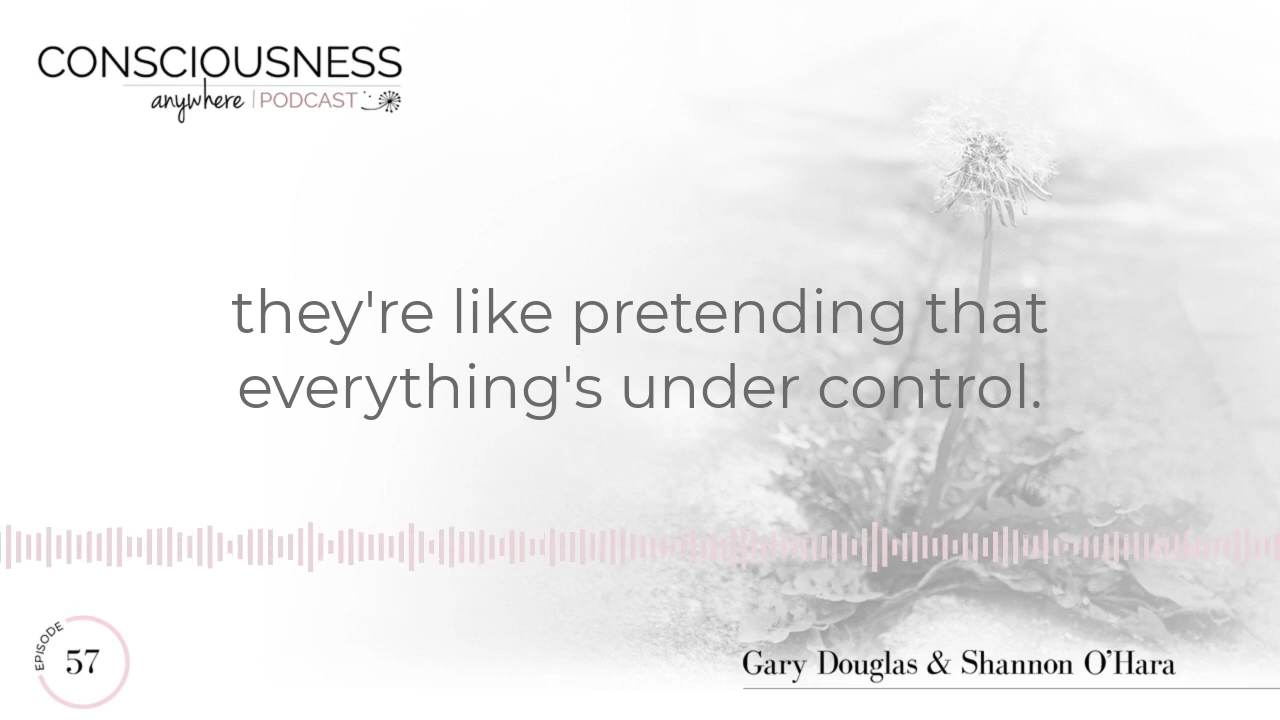 CONSCIOUSNESS
anywhere | PODCAST
they're like pretending that
everything's under control.
EPISODE
57
Gary Douglas & Shannon O'Hara